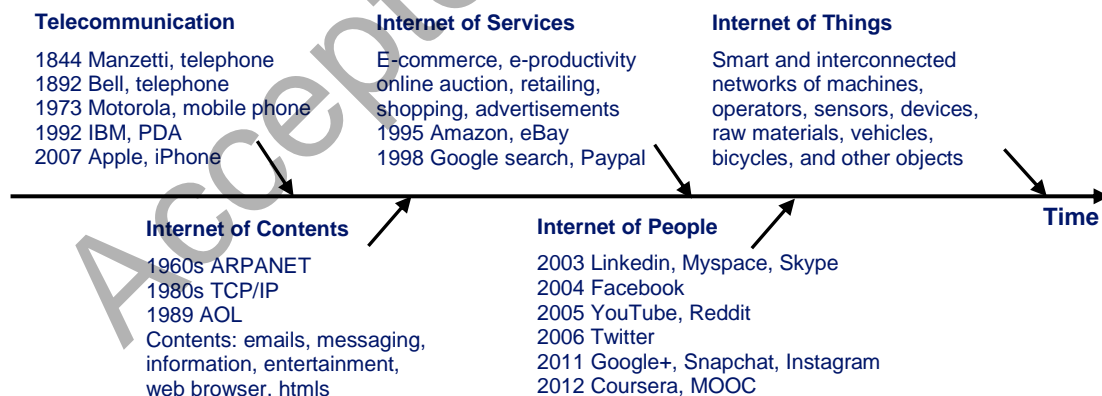 Telecommunication
1844 Manzetti, telephone
1892 Bell, telephone
1973 Motorola, mobile phone
1992 IBM, PDA
2007 Apple, iPhone
Internet of Services
E-commerce, e-productivity
online auction, retailing,
shopping, advertisements
1995 Amazon, eBay
1998 Google search, Paypal
Internet of Things
Smart and interconnected
networks of machines,
operators, sensors, devices,
raw materials, vehicles,
bicycles, and other objects
Time
Internet of Contents
1960s ARPANET
1980s TCP/IP
1989 AOL
Contents: emails, messaging,
information, entertainment,
web browser, htmls
Internet of People
2003 Linkedin, Myspace, Skype
2004 Facebook
2005 YouTube, Reddit
2006 Twitter
2011 Google+, Snapchat, Instagram
2012 Coursera, MOOC